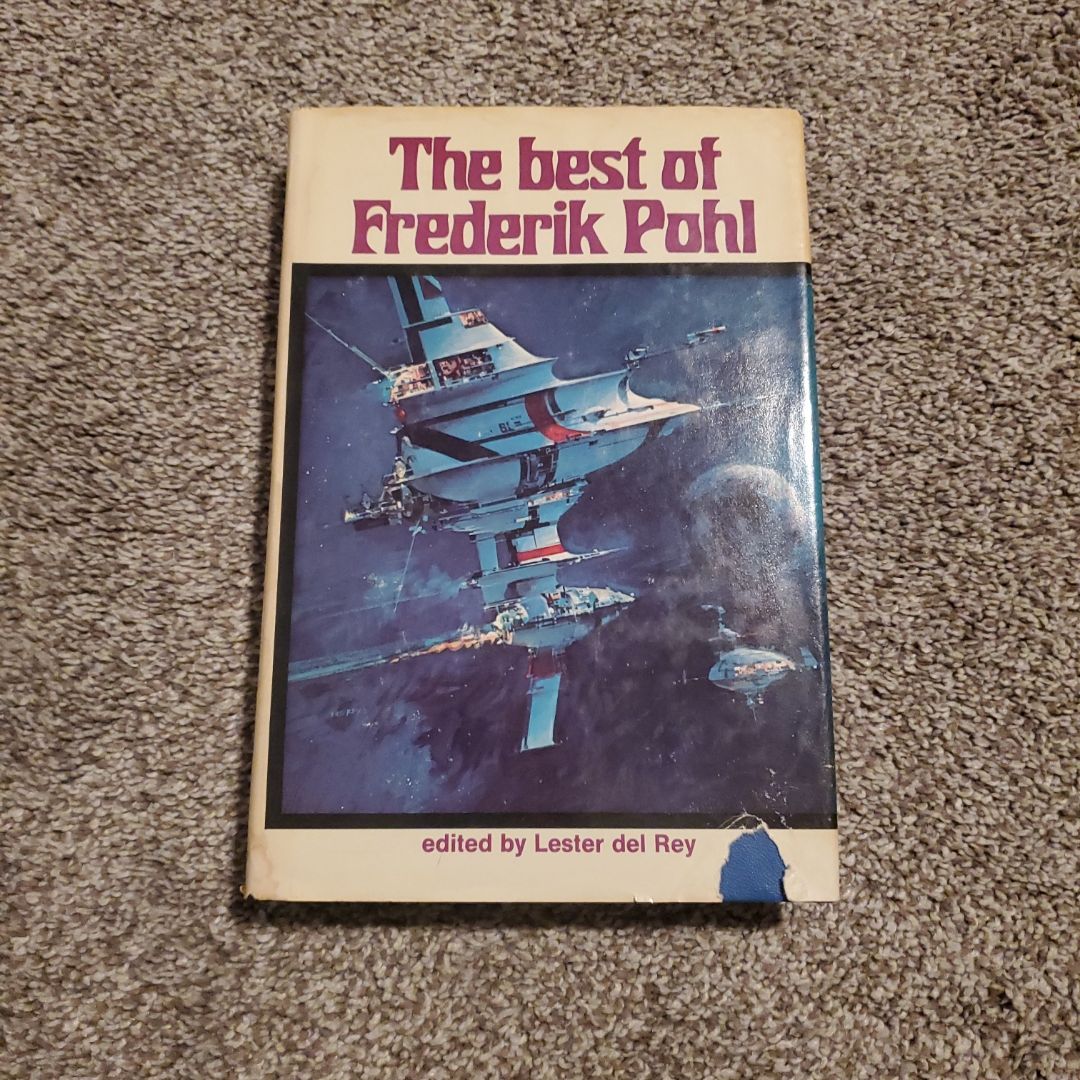 The best of
Frederik Pohl
edited by Lester del Rey